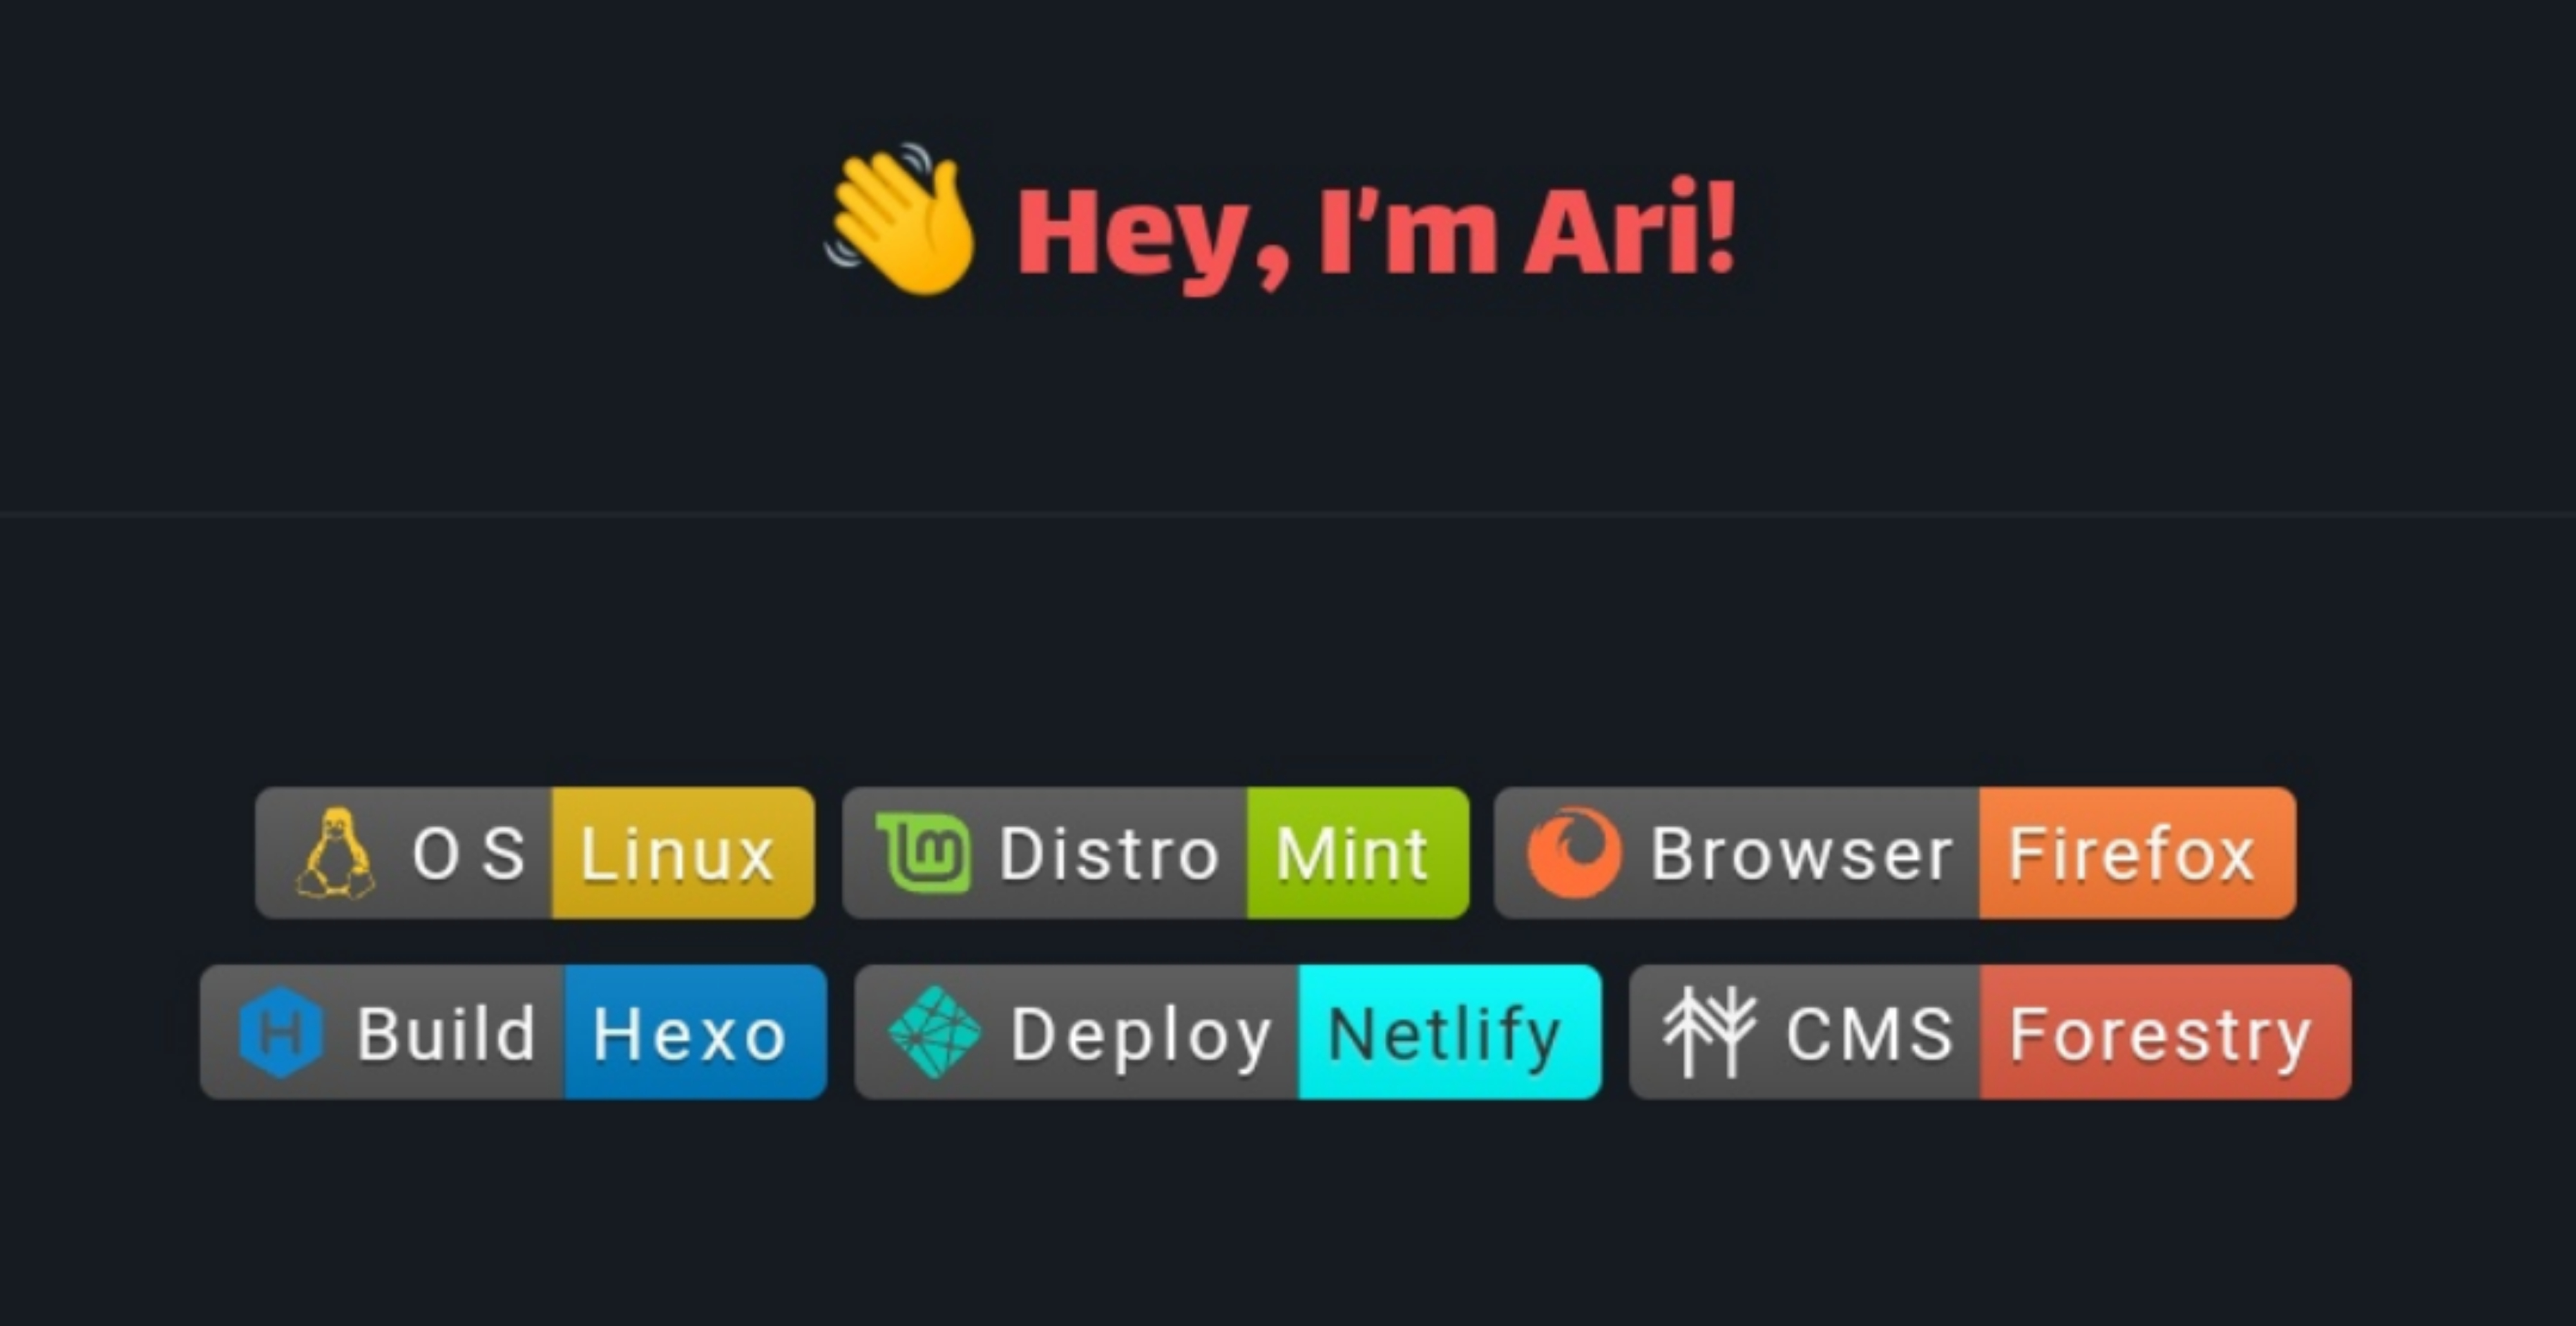 👋 Hey, I'm Ari!
OS Linux Distro Mint Browser Firefox
Build Hexo Deploy Netlify CMS Forestry